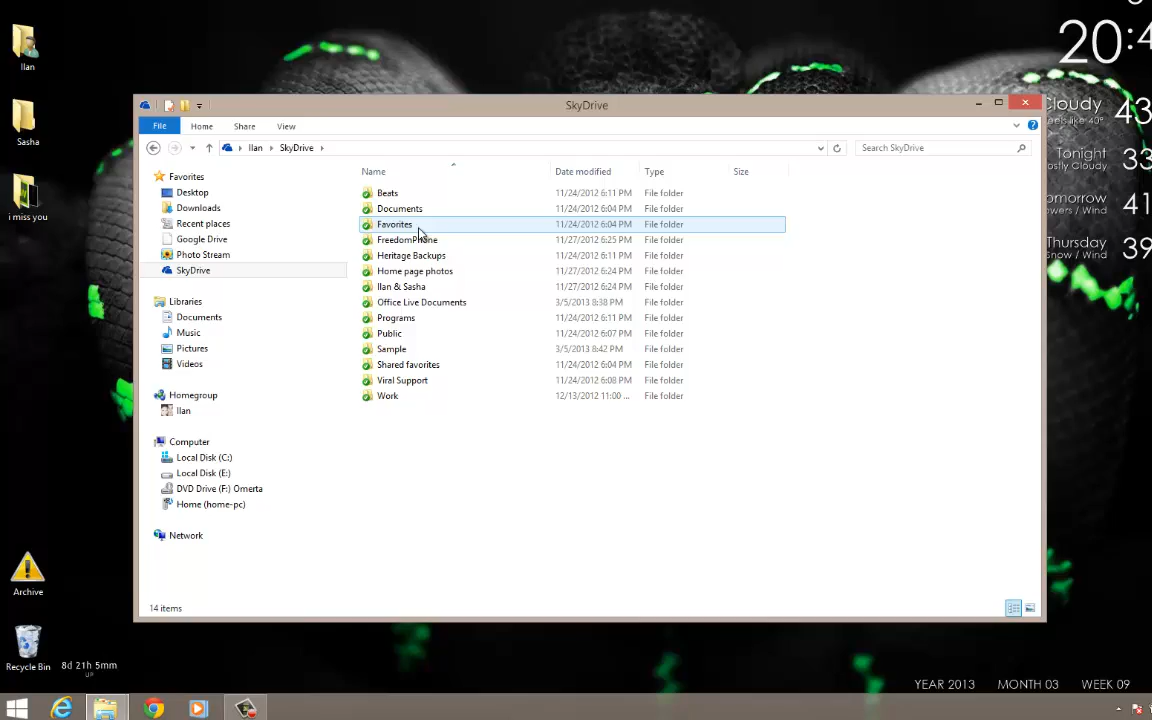 Ilan
Sasha
i miss you
Archive
Recycle Bin
8d 21h 5mm
UP
20:4
Cloudy
43
feels like 40°
Tonight
33
Mostly Cloudy
Tomorrow
41
Showers / Wind
Thursday
39
Snow / Wind
YEAR 2013 MONTH 03 WEEK 09
SkyDrive
File Home Share View
Ilan SkyDrive
Search SkyDrive
Favorites
Desktop
Downloads
Recent places
Google Drive
Photo Stream
SkyDrive
Libraries
Documents
Music
Pictures
Videos
Homegroup
Ilan
Computer
Local Disk (C:)
Local Disk (E:)
DVD Drive (F:) Omerta
Home (home-pc)
Network
Name Date modified Type Size
Beats 11/24/2012 6:11 PM File folder
Documents 11/24/2012 6:04 PM File folder
Favorites 11/24/2012 6:04 PM File folder
FreedomPhone 11/27/2012 6:25 PM File folder
Heritage Backups 11/24/2012 6:11 PM File folder
Home page photos 11/27/2012 6:24 PM File folder
Ilan & Sasha 11/27/2012 6:24 PM File folder
Office Live Documents 3/5/2013 8:38 PM File folder
Programs 11/24/2012 6:11 PM File folder
Public 11/24/2012 6:07 PM File folder
Sample 3/5/2013 8:42 PM File folder
Shared favorites 11/24/2012 6:04 PM File folder
Viral Support 11/24/2012 6:08 PM File folder
Work 12/13/2012 11:00 ... File folder
14 items